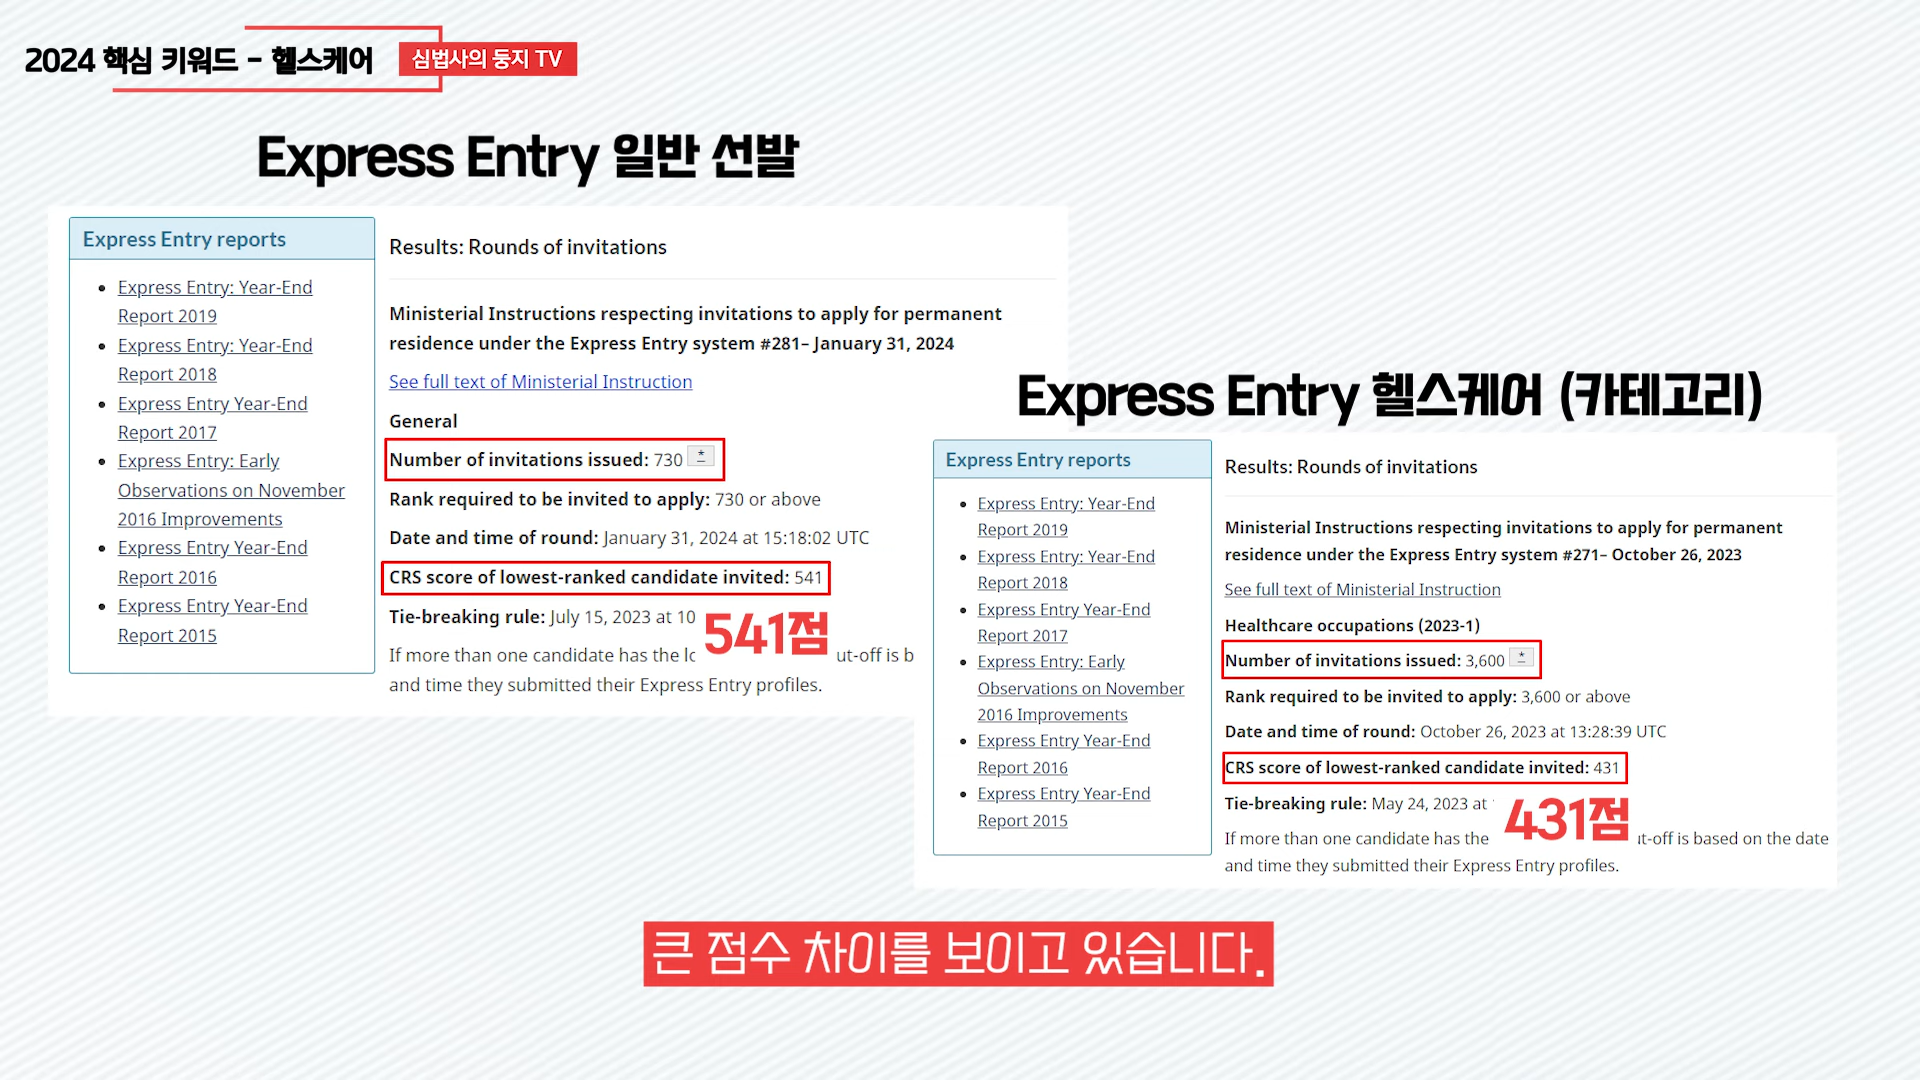 2024 핵심 키워드 - 헬스케어
심법사의 둥지 TV
Express Entry 일반 선발
Express Entry reports
Express Entry: Year-End
Report 2019
Express Entry: Year-End
Report 2018
Express Entry Year-End
Report 2017
Express Entry: Early
Observations on November
2016 Improvements
Express Entry Year-End
Report 2016
Express Entry Year-End
Report 2015
Results: Rounds of invitations
Ministerial Instructions respecting invitations to apply for permanent
residence under the Express Entry system #281– January 31, 2024
See full text of Ministerial Instruction
General
Number of invitations issued: 730 *
Rank required to be invited to apply: 730 or above
Date and time of round: January 31, 2024 at 15:18:02 UTC
CRS score of lowest-ranked candidate invited: 541
Tie-breaking rule: July 15, 2023 at 10
541점
If more than one candidate has the
and time they submitted their Express Entry profiles.
Express Entry 헬스케어 (카테고리)
Express Entry reports
Express Entry: Year-End
Report 2019
Express Entry: Year-End
Report 2018
Express Entry Year-End
Report 2017
Express Entry: Early
Observations on November
2016 Improvements
Express Entry Year-End
Report 2016
Express Entry Year-End
Report 2015
Results: Rounds of invitations
Ministerial Instructions respecting invitations to apply for permanent
residence under the Express Entry system #271– October 26, 2023
See full text of Ministerial Instruction
Healthcare occupations (2023-1)
Number of invitations issued: 3,600 *
Rank required to be invited to apply: 3,600 or above
Date and time of round: October 26, 2023 at 13:28:39 UTC
CRS score of lowest-ranked candidate invited: 431
Tie-breaking rule: May 24, 2023 at
431점
If more than one candidate has the is based on the date
and time they submitted their Express Entry profiles.
큰 점수 차이를 보이고 있습니다.